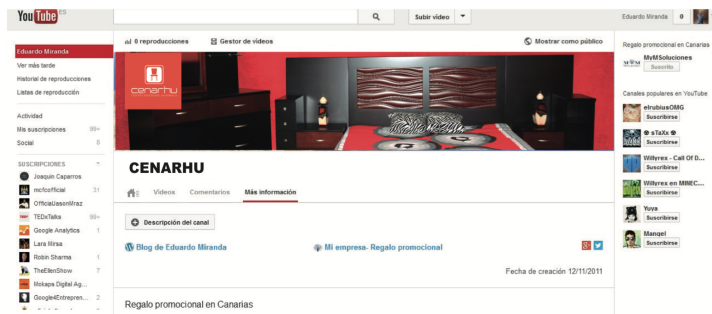 You Tube ES
Subir vídeo
Eduardo Miranda 0
Eduardo Miranda
Ver más tarde
Historial de reproducciones
Listas de reproducción
Actividad
Mis suscripciones 99+
Social 8
SUSCRIPCIONES
Joaquin Caparros
mcfcofficial 31
OfficialJasonMraz
TEDxTalks 99+
Google Analytics 1
Lara Mirsa
Robin Sharma 1
TheEllenShow 7
Mokapa Digital Ag...
Google4Entrepren... 2
0 reproducciones
Gestor de vídeos
Mostrar como público
cenarhu
CENARHU
Vídeos Comentarios Más información
Descripción del canal
Blog de Eduardo Miranda
Mi empresa- Regalo promocional
Fecha de creación 12/11/2011
Regalo promocional en Canarias
Regalo promocional en Canarias
MyMSoluciones
Suscrito
Canales populares en YouTube
elrubiusOMG
Suscribirse
sTaXx
Suscribirse
Willyrex - Call Of D...
Suscribirse
Willyrex en MINEC...
Suscribirse
Yuya
Suscribirse
Mangel
Suscribirse